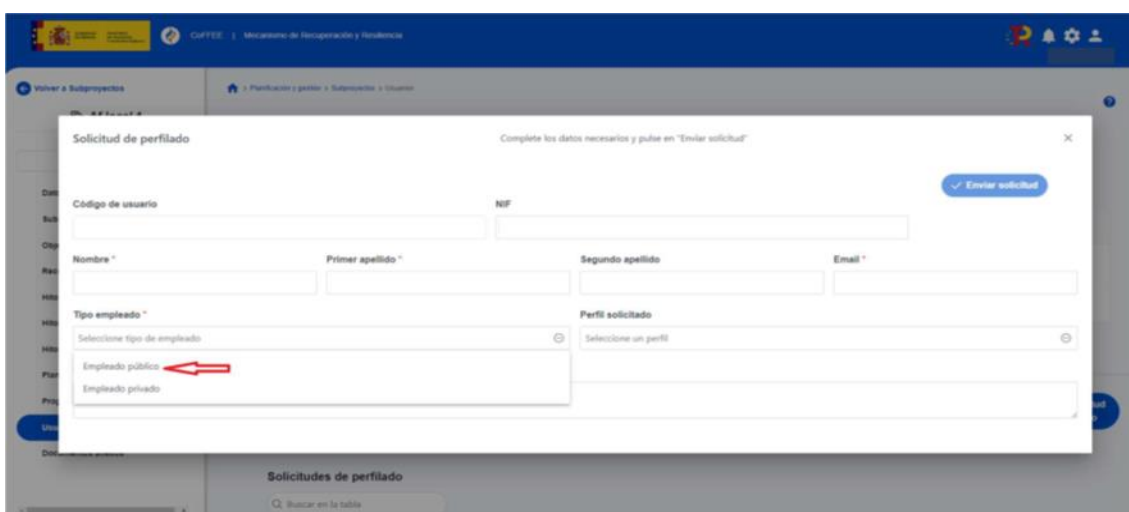 CoFFEE | Mecanismo de Recuperación y Resiliencia
Volver a Subproyectos
Planificación y gestión > Subproyectos > Usuarios
Solicitud de perfilado
Complete los datos necesarios y pulse en "Enviar solicitud"
Enviar solicitud
Código de usuario
NIF
Nombre *
Primer apellido *
Segundo apellido
Email *
Tipo empleado *
Perfil solicitado
Seleccione tipo de empleado
Seleccione un perfil
Empleado público
Empleado privado
Solicitudes de perfilado
Buscar en la tabla